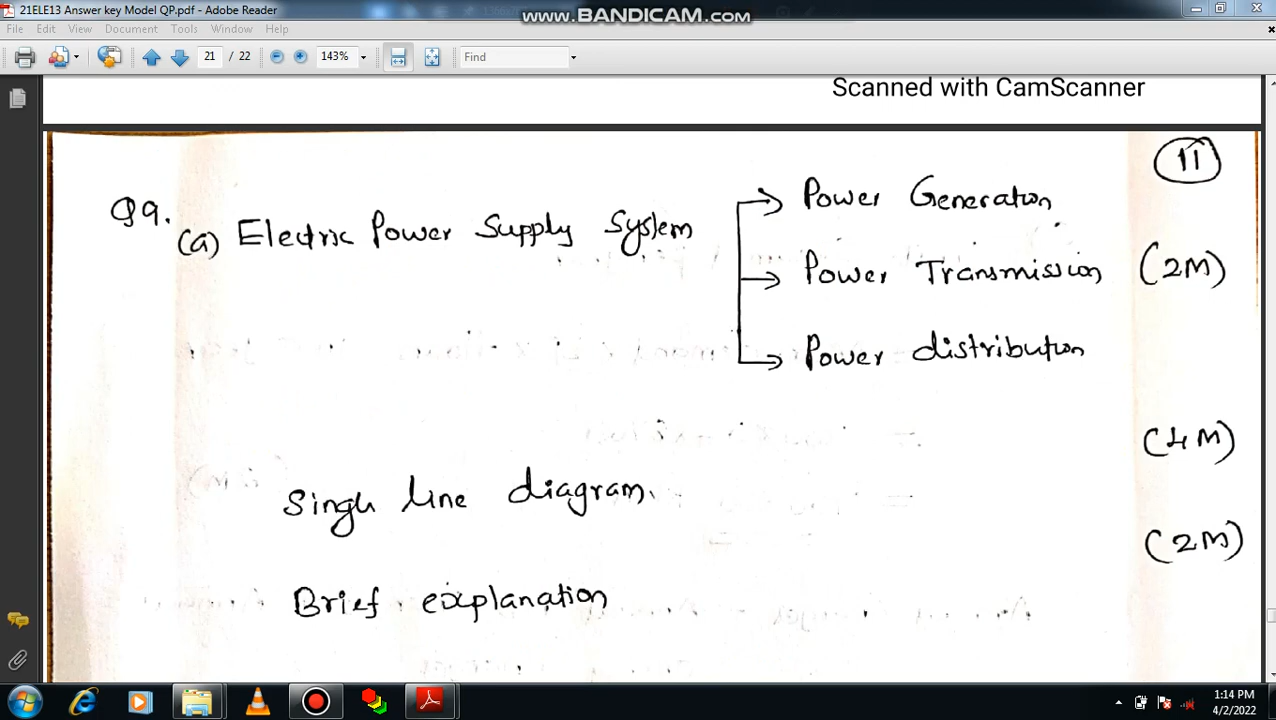 21ELE13 Answer key Model QP.pdf - Adobe Reader
www.BANDICAM.com
File Edit View Document Tools Window Help
21 / 22 143% Find
Scanned with CamScanner
11
Q9. (a) Electric Power Supply System
Power Generation
Power Transmission (2M)
Power distribution
(4M)
Single line diagram.
(2M)
Brief explanation
1:14 PM
4/2/2022